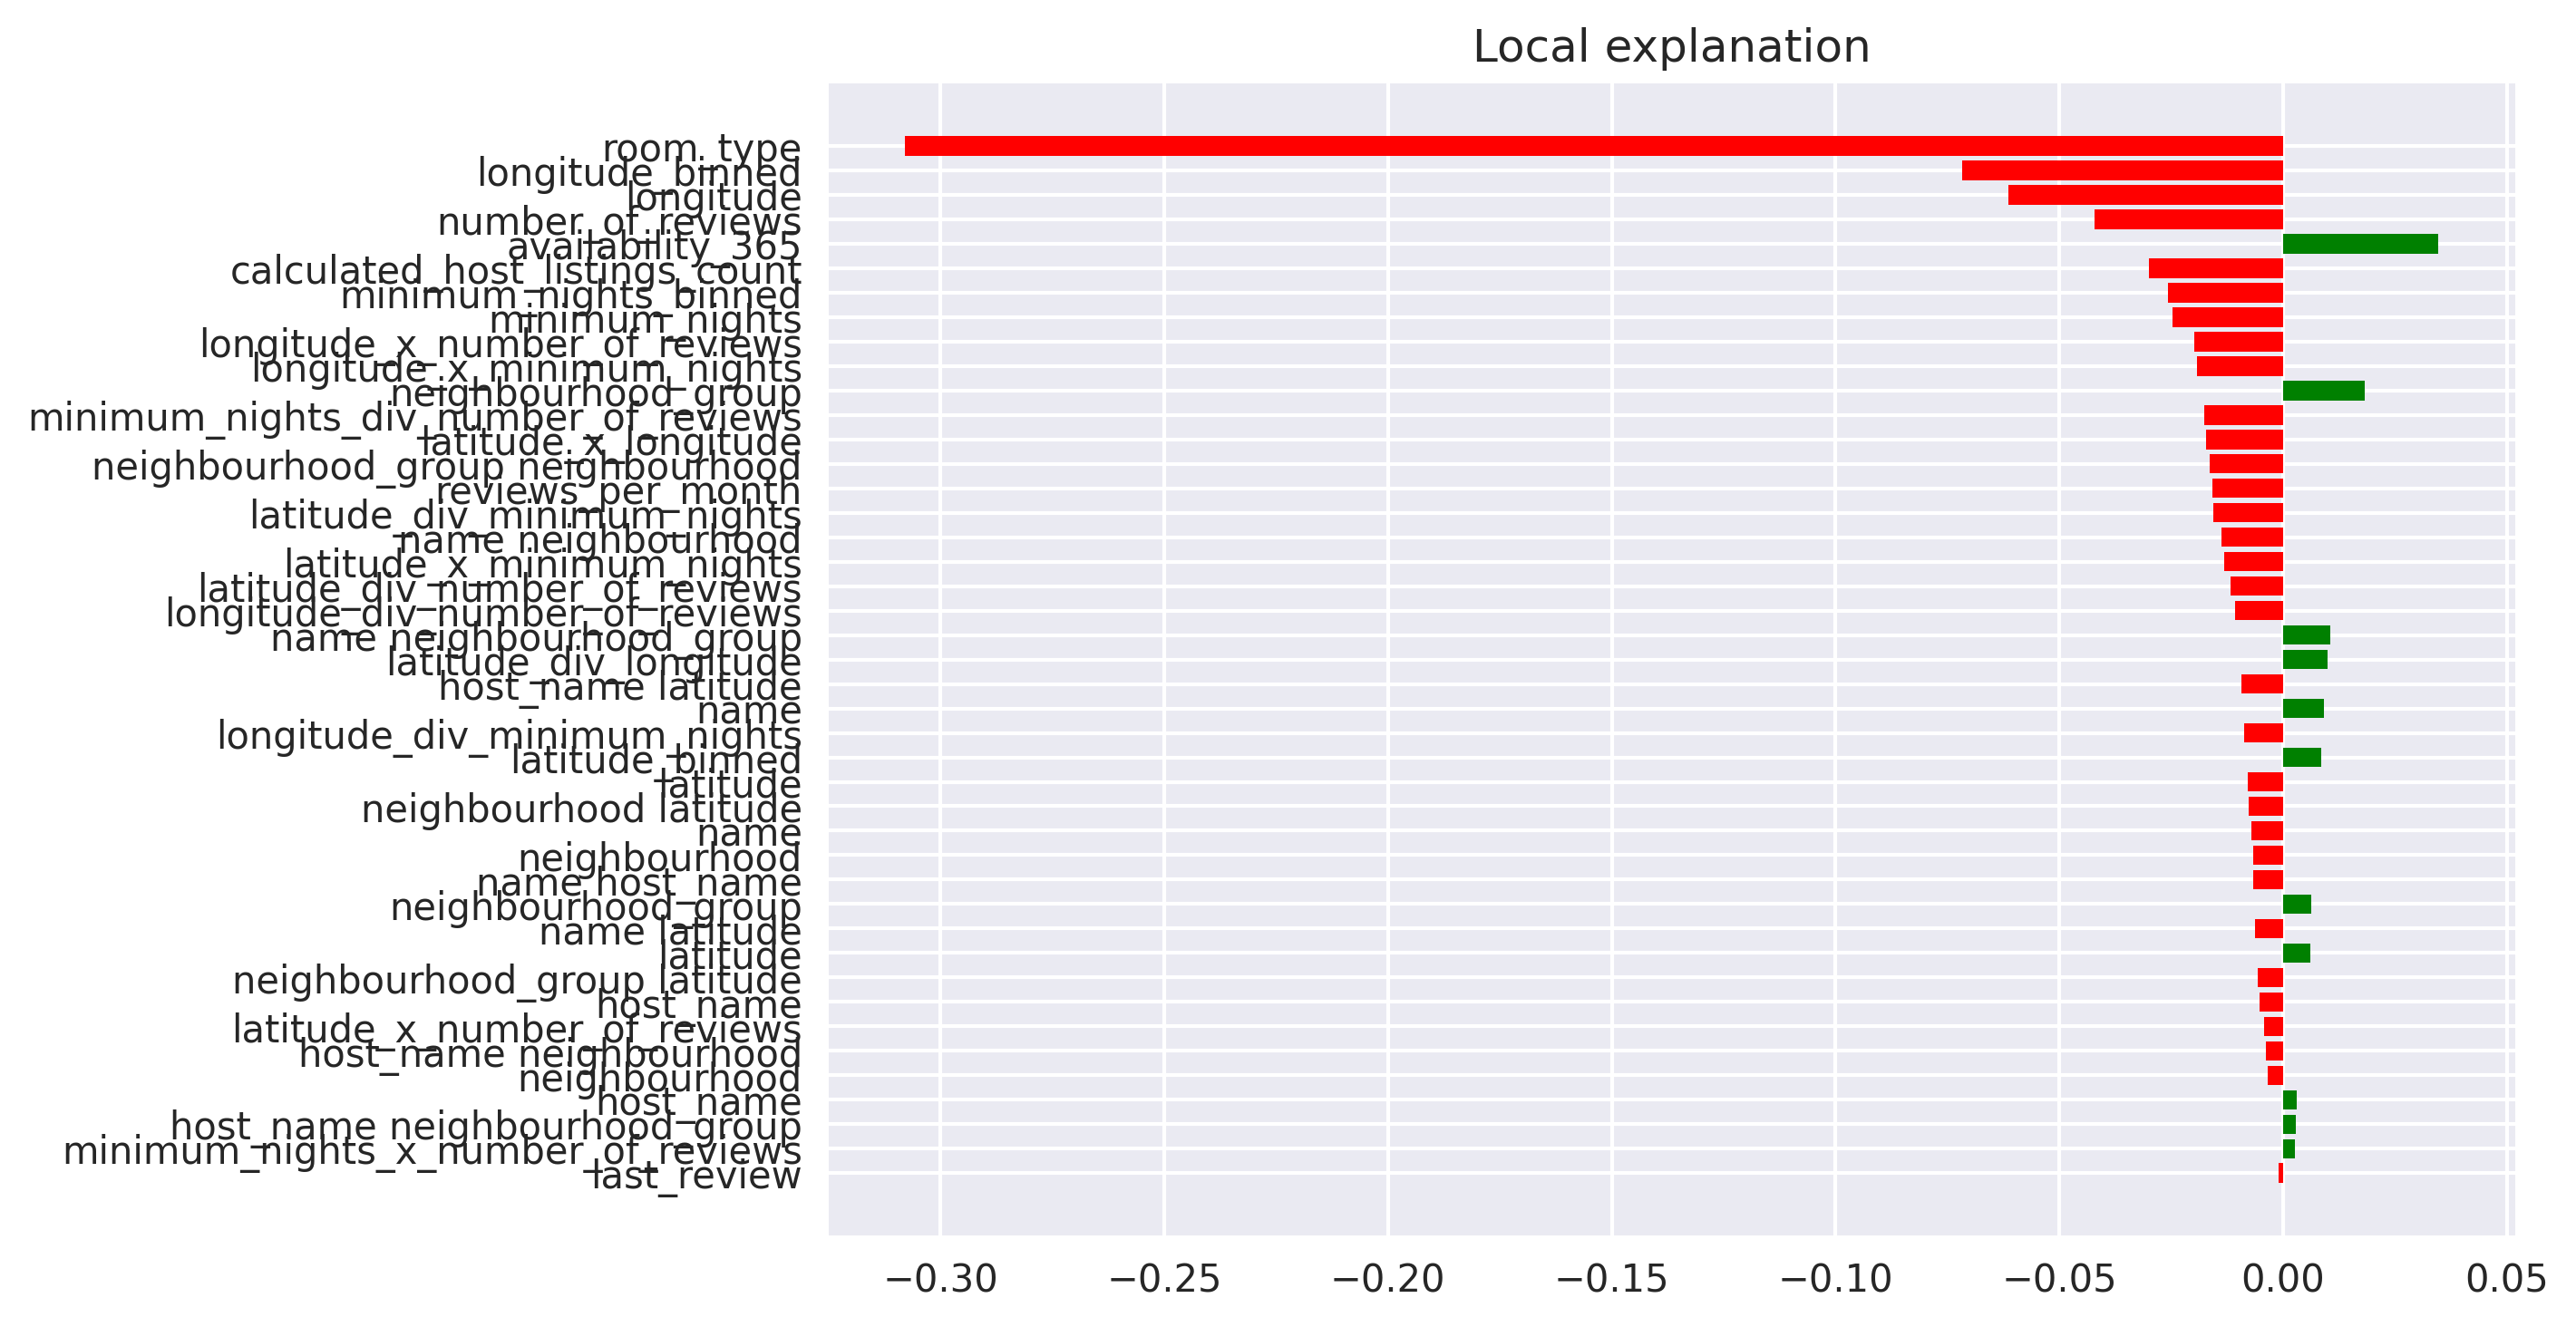 Local explanation
room_type
longitude_binned
longitude
number_of_reviews
availability_365
calculated_host_listings_count
minimum_nights_binned
minimum_nights
longitude_x_number_of_reviews
longitude_x_minimum_nights
neighbourhood_group
minimum_nights_div_number_of_reviews
latitude_x_longitude
neighbourhood_group neighbourhood
reviews_per_month
latitude_div_minimum_nights
name neighbourhood
latitude_x_minimum_nights
latitude_div_number_of_reviews
longitude_div_number_of_reviews
name neighbourhood_group
latitude_div_longitude
host_name latitude
name
longitude_div_minimum_nights
latitude_binned
latitude
neighbourhood latitude
name
neighbourhood
name host_name
neighbourhood_group
name latitude
latitude
neighbourhood_group latitude
host_name
latitude_x_number_of_reviews
host_name neighbourhood
neighbourhood
host_name
host_name neighbourhood_group
minimum_nights_x_number_of_reviews
last_review
−0.30 −0.25 −0.20 −0.15 −0.10 −0.05 0.00 0.05